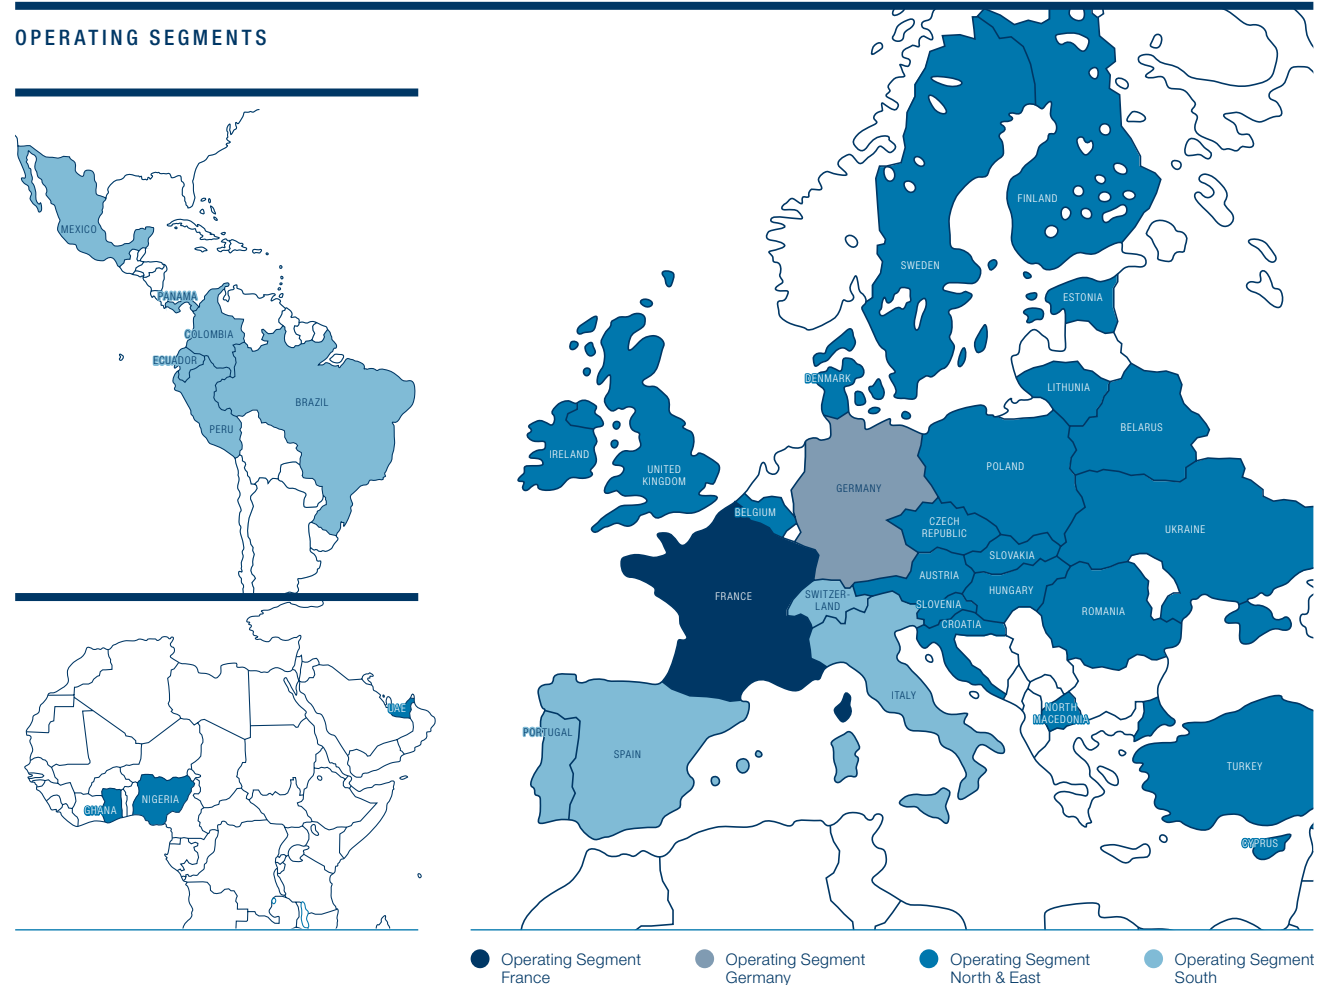 OPERATING SEGMENTS
MEXICO
PANAMA
COLOMBIA
ECUADOR
BRAZIL
PERU
UAE
NIGERIA
GHANA
FINLAND
SWEDEN
ESTONIA
DENMARK
LITHUNIA
BELARUS
IRELAND
UNITED
KINGDOM
POLAND
GERMANY
BELGIUM
CZECH
REPUBLIC
UKRAINE
SLOVAKIA
AUSTRIA
HUNGARY
FRANCE
SWITZER-
LAND
SLOVENIA
CROATIA
ROMANIA
ITALY
NORTH
MACEDONIA
PORTUGAL
SPAIN
TURKEY
CYPRUS
Operating Segment
France
Operating Segment
Germany
Operating Segment
North & East
Operating Segment
South